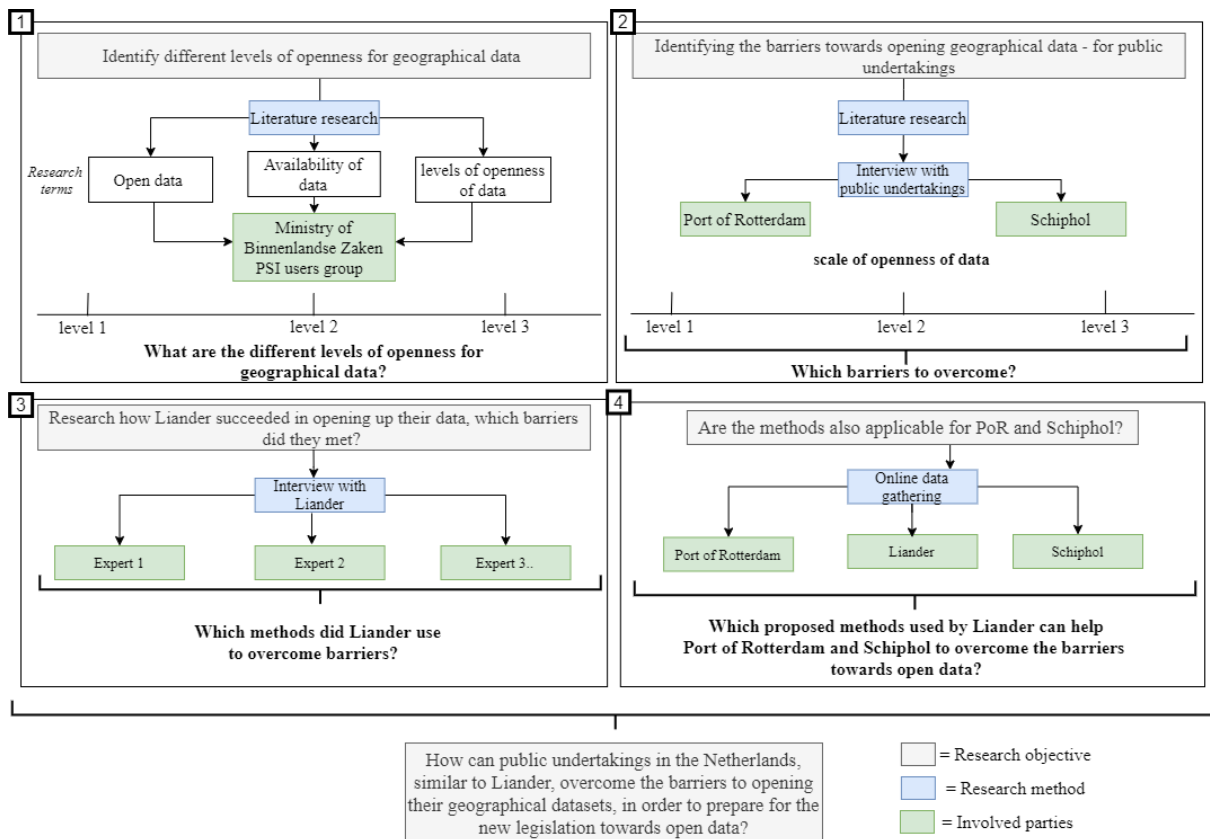 1
Identify different levels of openness for geographical data
Literature research
Research
terms
Open data
Availability of
data
levels of openness
of data
Ministry of
Binnenlandse Zaken
PSI users group
level 1
level 2
level 3
What are the different levels of openness for
geographical data?
2
Identifying the barriers towards opening geographical data - for public
undertakings
Literature research
Interview with
public undertakings
Port of Rotterdam
Schiphol
scale of openness of data
level 1
level 2
level 3
Which barriers to overcome?
3
Research how Liander succeeded in opening up their data, which barriers
did they met?
Interview with
Liander
Expert 1
Expert 2
Expert 3..
Which methods did Liander use
to overcome barriers?
4
Are the methods also applicable for PoR and Schiphol?
Online data
gathering
Port of Rotterdam
Liander
Schiphol
Which proposed methods used by Liander can help
Port of Rotterdam and Schiphol to overcome the barriers
towards open data?
How can public undertakings in the Netherlands,
similar to Liander, overcome the barriers to opening
their geographical datasets, in order to prepare for the
new legislation towards open data?
= Research objective
= Research method
= Involved parties